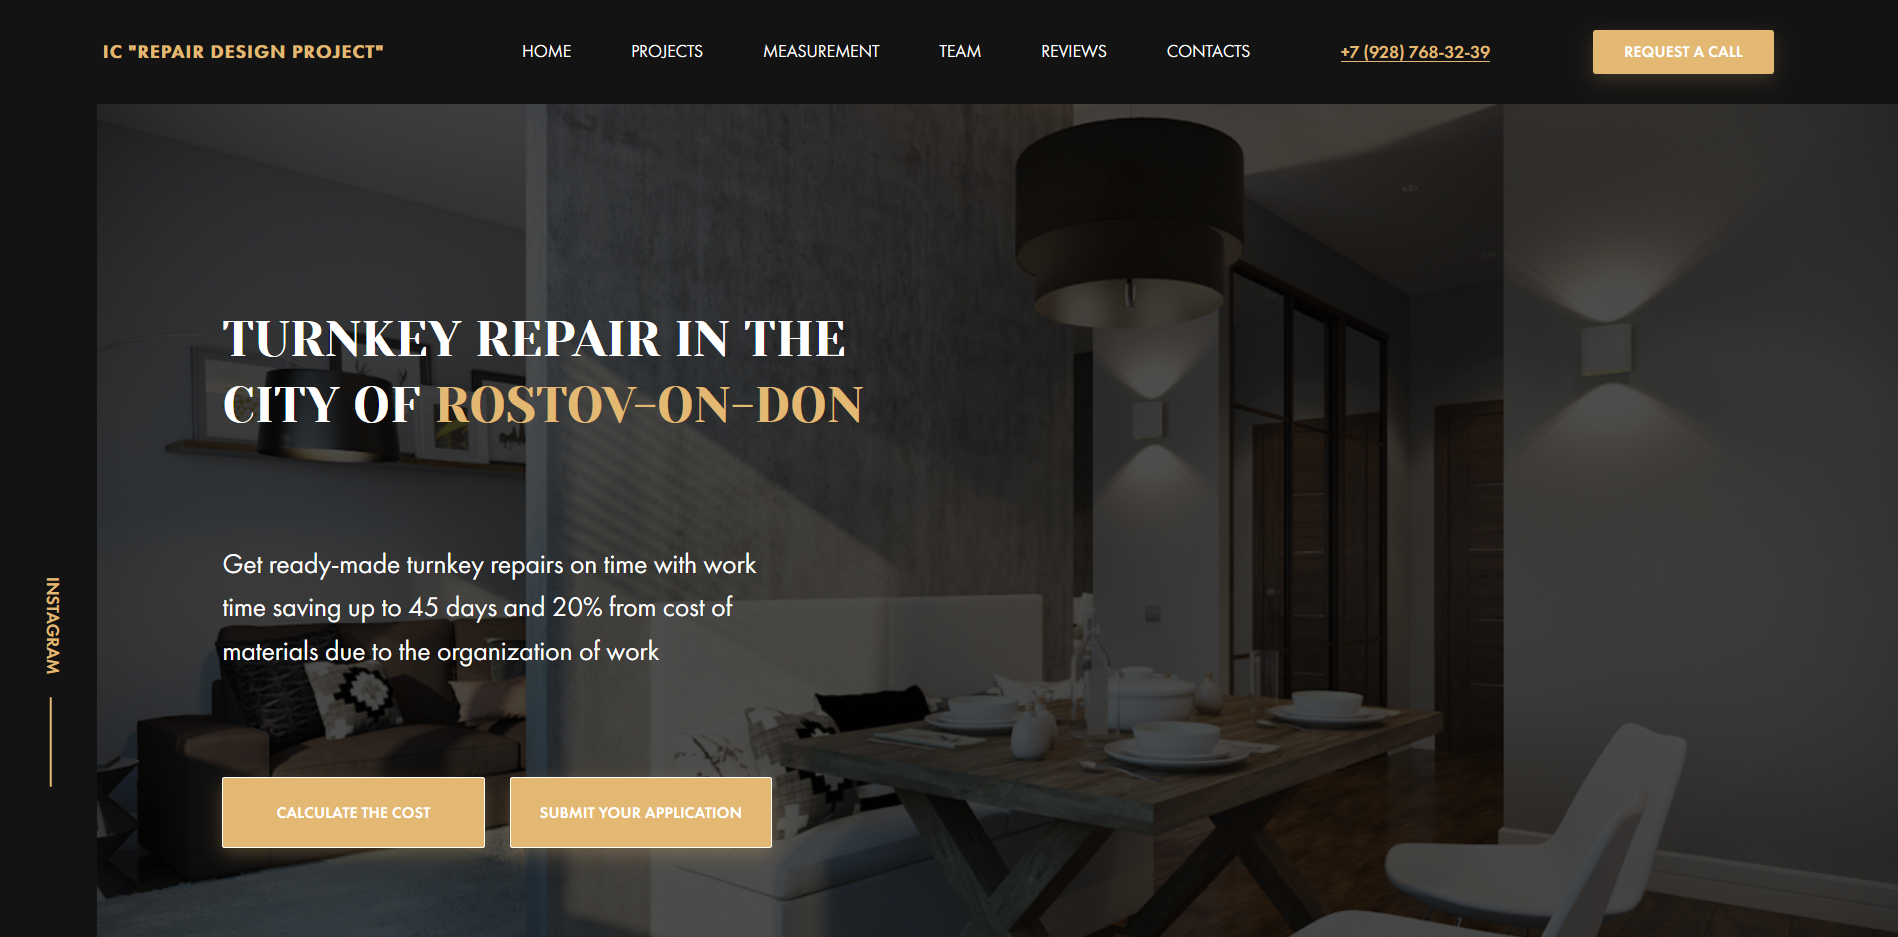 IC "REPAIR DESIGN PROJECT"
HOME
PROJECTS
MEASUREMENT
TEAM
REVIEWS
CONTACTS
+7 (928) 768-32-39
REQUEST A CALL
TURNKEY REPAIR IN THE
CITY OF ROSTOV-ON-DON
Get ready-made turnkey repairs on time with work
time saving up to 45 days and 20% from cost of
materials due to the organization of work
INSTAGRAM
CALCULATE THE COST
SUBMIT YOUR APPLICATION